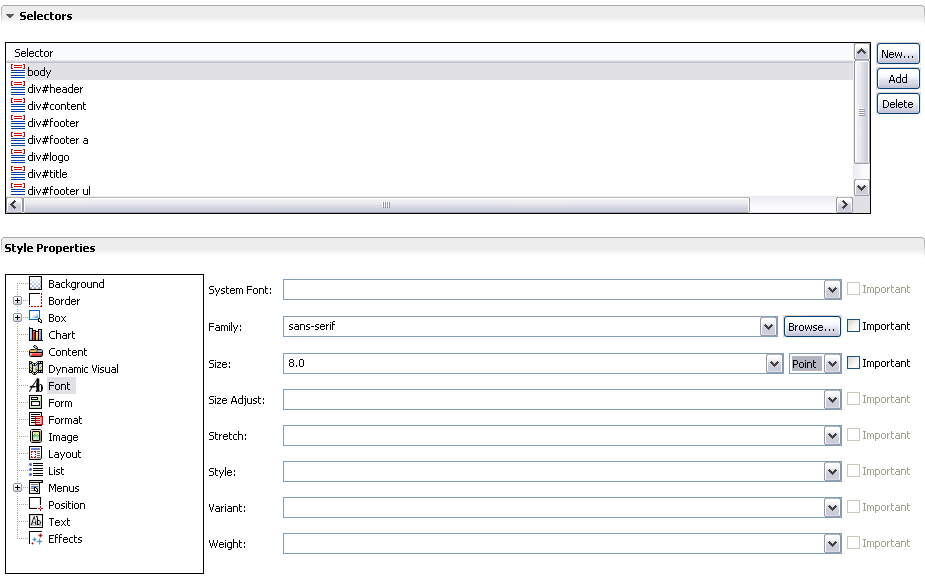 Selectors
Selector
body
New...
div#header
Add
div#content
Delete
div#footer
div#footer a
div#logo
div#title
div#footer ul
Style Properties
Background
Border
Box
Chart
Content
Dynamic Visual
Font
Form
Format
Image
Layout
List
Menus
Position
Text
Effects
System Font: Important
Family: sans-serif Browse... Important
Size: 8.0 Point Important
Size Adjust: Important
Stretch: Important
Style: Important
Variant: Important
Weight: Important